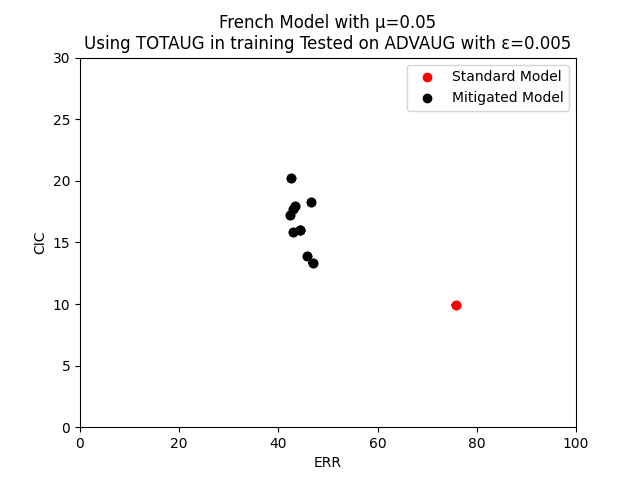 French Model with μ=0.05
Using TOTAUG in training Tested on ADVAUG with ε=0.005
Standard Model
Mitigated Model
30
25
20
15
10
5
0
CIC
0 20 40 60 80 100
ERR